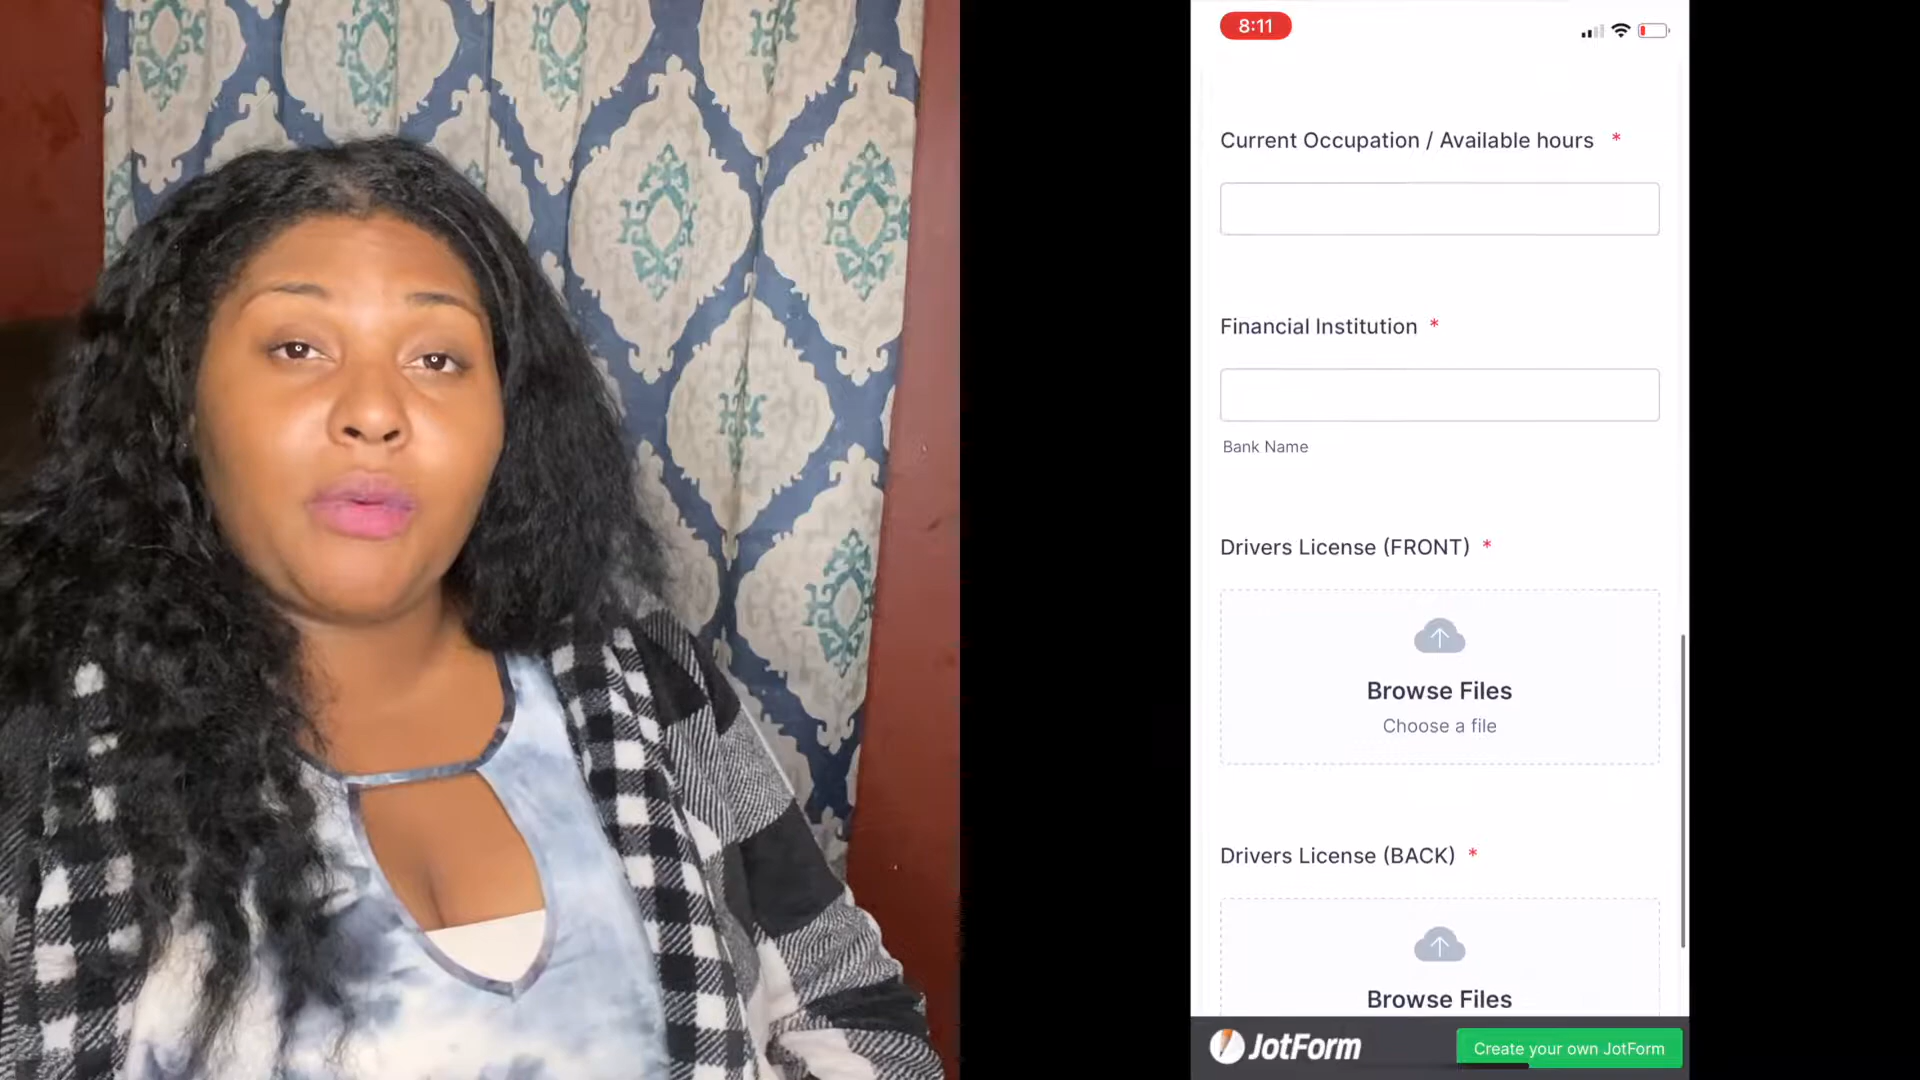 8:11
Current Occupation / Available hours *
Financial Institution *
Bank Name
Drivers License (FRONT) *
Browse Files
Choose a file
Drivers License (BACK) *
Browse Files
JotForm
Create your own JotForm